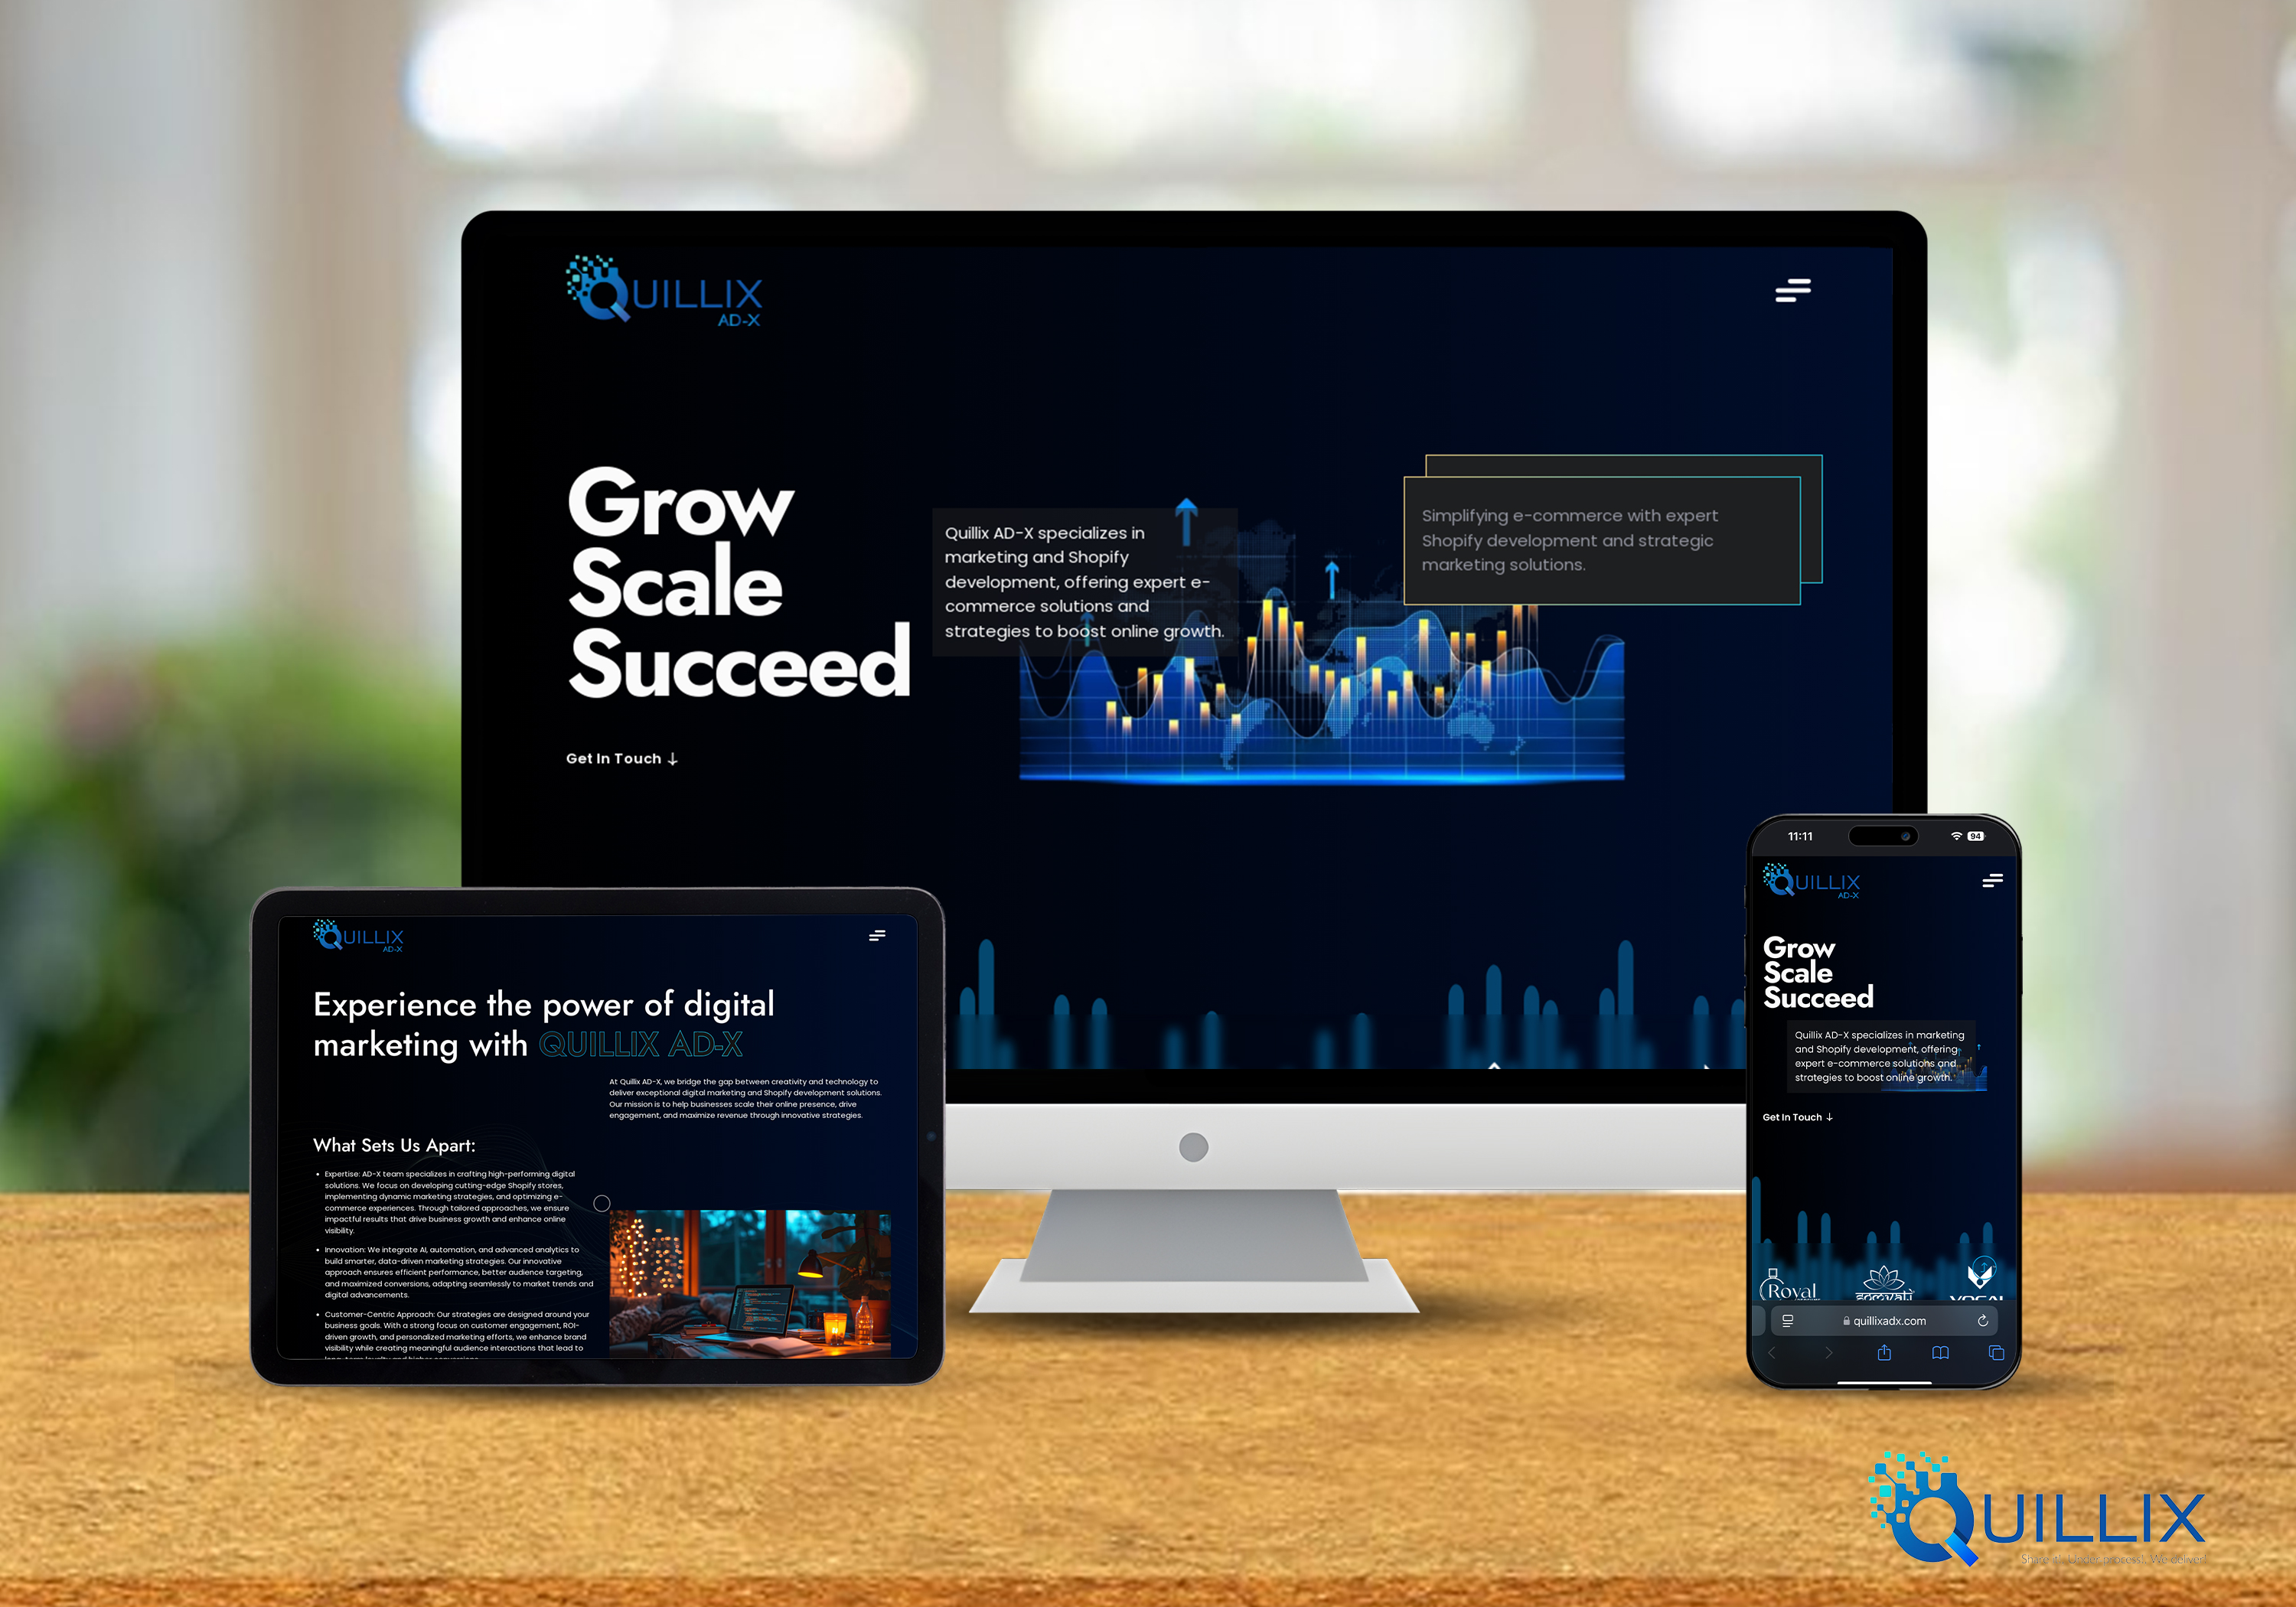 QUILLIX
AD-X
Grow
Scale
Succeed
Get In Touch ↓
Quillix AD-X specializes in
marketing and Shopify
development, offering expert e-
commerce solutions and
strategies to boost online growth.
Simplifying e-commerce with expert
Shopify development and strategic
marketing solutions.
QUILLIX
AD-X
Experience the power of digital
marketing with QUILLIX AD-X
At Quillix AD-X, we bridge the gap between creativity and technology to
deliver exceptional digital marketing and Shopify development solutions.
Our mission is to help businesses scale their online presence, drive
engagement, and maximize revenue through innovative strategies.
What Sets Us Apart:
• Expertise: AD-X team specializes in crafting high-performing digital
solutions. We focus on developing cutting-edge Shopify stores,
implementing dynamic marketing strategies, and optimizing e-
commerce experiences. Through tailored approaches, we ensure
impactful results that drive business growth and enhance online
visibility.
• Innovation: We integrate AI, automation, and advanced analytics to
build smarter, data-driven marketing strategies. Our innovative
approach ensures efficient performance, better audience targeting,
and maximized conversions, adapting seamlessly to market trends and
digital advancements.
• Customer-Centric Approach: Our strategies are designed around your
business goals. With a strong focus on customer engagement, ROI-
driven growth, and personalized marketing efforts, we enhance brand
visibility while creating meaningful audience interactions that lead to
11:11
94
QUILLIX
AD-X
Grow
Scale
Succeed
Quillix AD-X specializes in marketing
and Shopify development, offering
expert e-commerce solutions and
strategies to boost online growth.
Get In Touch ↓
Royal
quillixadx.com
QUILLIX